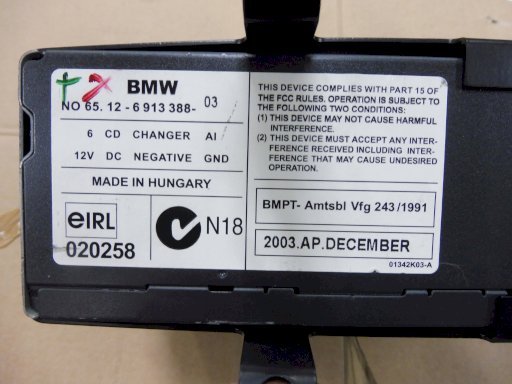 BMW
NO 65. 12 - 6 913 388- 03
6 CD CHANGER AI
12V DC NEGATIVE GND
MADE IN HUNGARY
eIRL
020258
N18
THIS DEVICE COMPLIES WITH PART 15 OF
THE FCC RULES. OPERATION IS SUBJECT TO
THE FOLLOWING TWO CONDITIONS:
(1) THIS DEVICE MAY NOT CAUSE HARMFUL
INTERFERENCE.
(2) THIS DEVICE MUST ACCEPT ANY INTER-
FERENCE RECEIVED INCLUDING INTER-
FERENCE THAT MAY CAUSE UNDESIRED
OPERATION.
BMPT- Amtsbl Vfg 243/1991
2003.AP.DECEMBER
01342K03-A